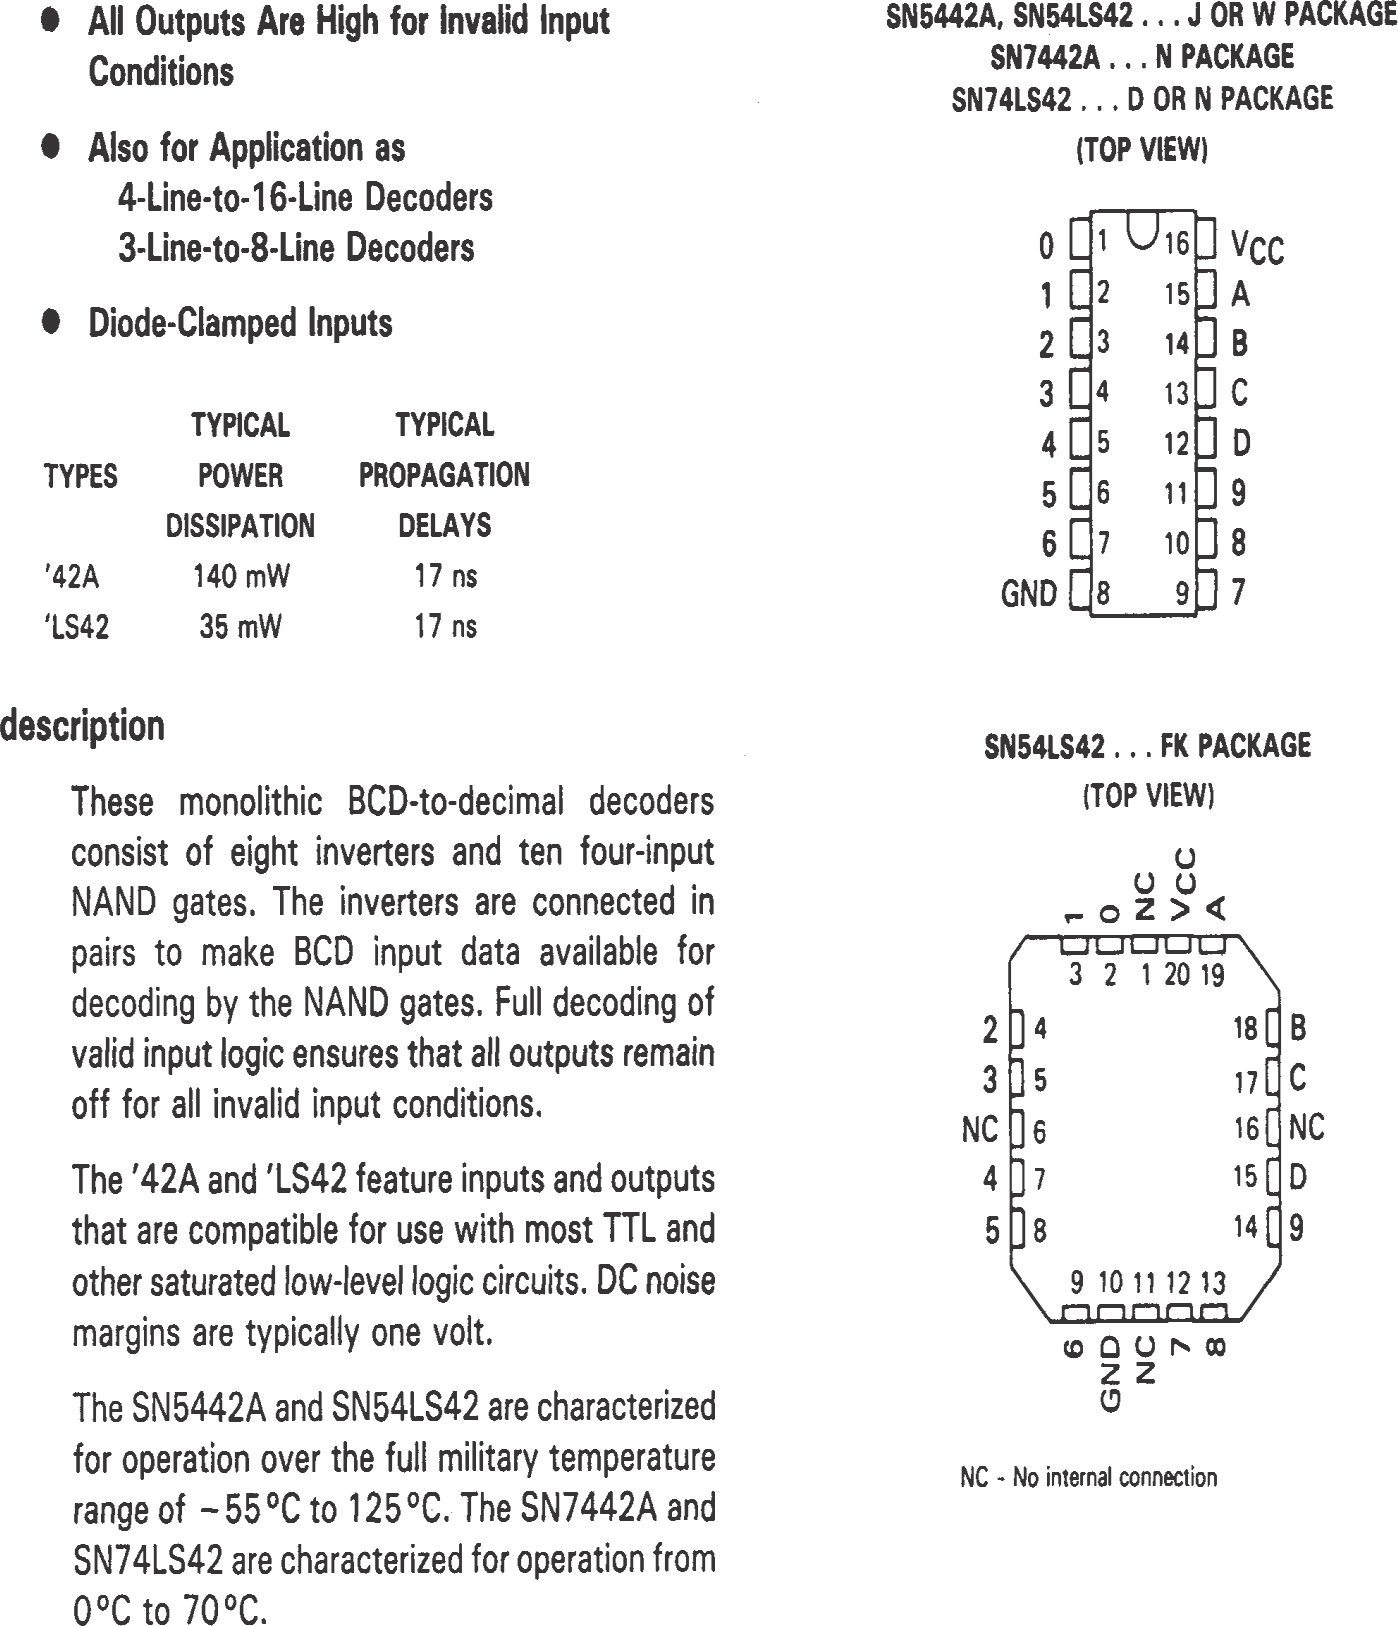 ● All Outputs Are High for Invalid Input
Conditions
● Also for Application as
4-Line-to-16-Line Decoders
3-Line-to-8-Line Decoders
● Diode-Clamped Inputs
TYPICAL TYPICAL
TYPES POWER PROPAGATION
DISSIPATION DELAYS
'42A 140 mW 17 ns
'LS42 35 mW 17 ns
description
These monolithic BCD-to-decimal decoders
consist of eight inverters and ten four-input
NAND gates. The inverters are connected in
pairs to make BCD input data available for
decoding by the NAND gates. Full decoding of
valid input logic ensures that all outputs remain
off for all invalid input conditions.
The '42A and 'LS42 feature inputs and outputs
that are compatible for use with most TTL and
other saturated low-level logic circuits. DC noise
margins are typically one volt.
The SN5442A and SN54LS42 are characterized
for operation over the full military temperature
range of −55°C to 125°C. The SN7442A and
SN74LS42 are characterized for operation from
0°C to 70°C.
SN5442A, SN54LS42 . . . J OR W PACKAGE
SN7442A . . . N PACKAGE
SN74LS42 . . . D OR N PACKAGE
(TOP VIEW)
0 1 16 VCC
1 2 15 A
2 3 14 B
3 4 13 C
4 5 12 D
5 6 11 9
6 7 10 8
GND 8 9 7
SN54LS42 . . . FK PACKAGE
(TOP VIEW)
1 0 NC VCC A
3 2 1 20 19
2 4 18 B
3 5 17 C
NC 6 16 NC
4 7 15 D
5 8 14 9
9 10 11 12 13
6 GND NC 7 8
NC - No internal connection